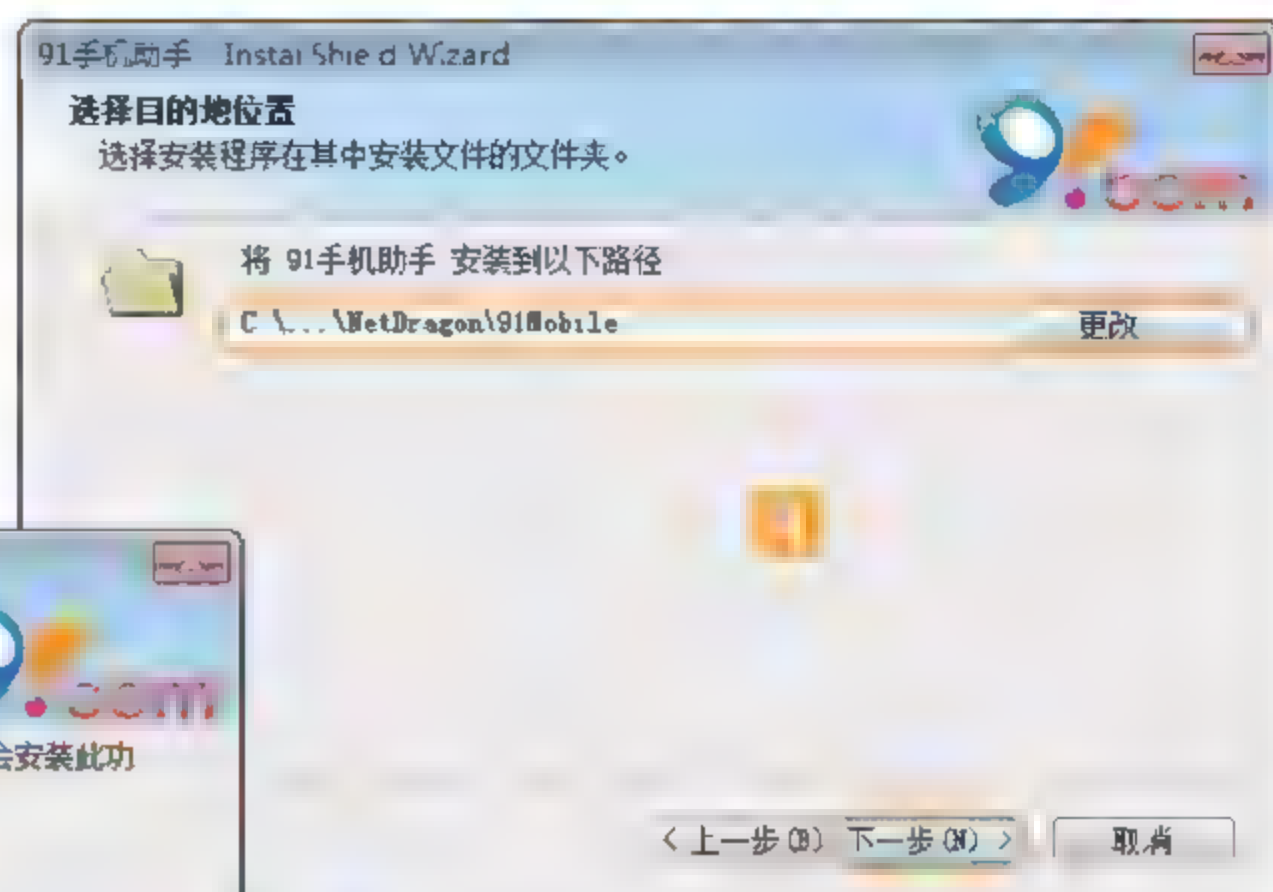 91手机助手 InstallShield Wizard
选择目的地位置
选择安装程序在其中安装文件的文件夹。
91.com
将 91手机助手 安装到以下路径
C:\...\NetDragon\91Mobile
更改
.com
会安装此功
<上一步(B)
下一步(N) >
取消